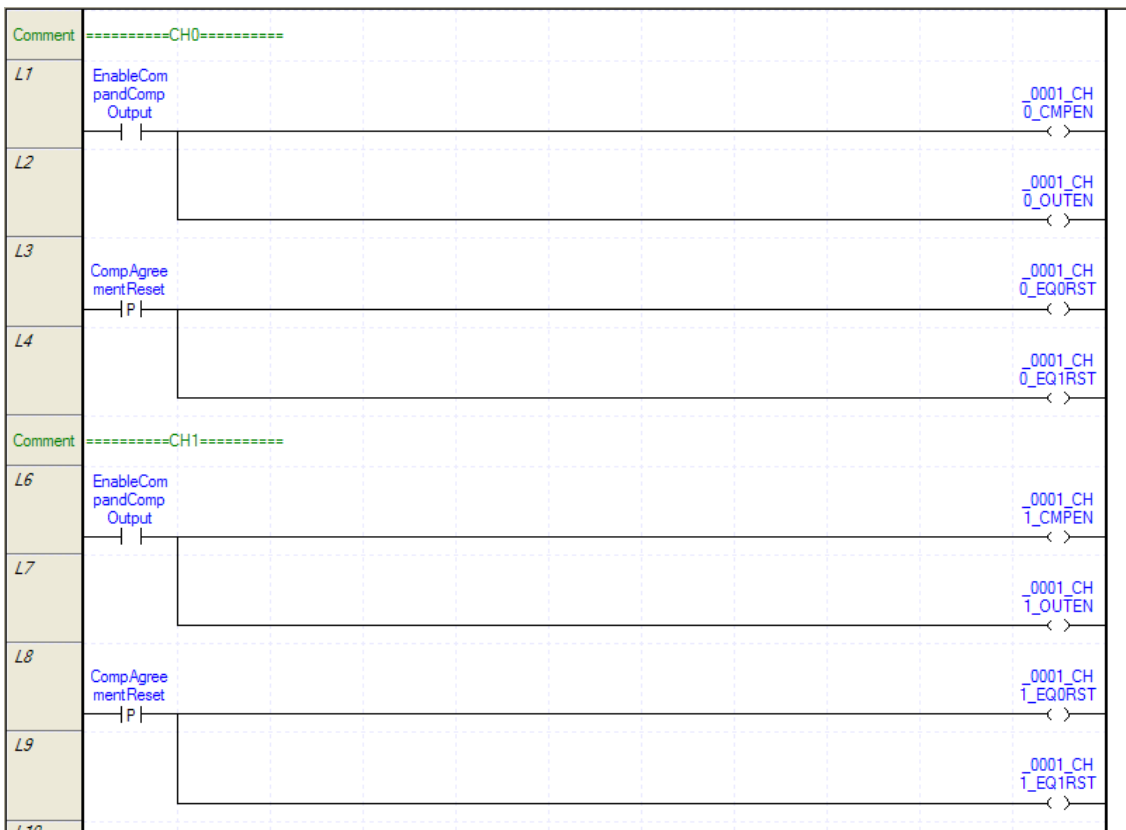 Comment ==========CH0==========
L1
EnableCom
pandComp
Output
_0001_CH
0_CMPEN
L2
_0001_CH
0_OUTEN
L3
CompAgree
mentReset
P
_0001_CH
0_EQ0RST
L4
_0001_CH
0_EQ1RST
Comment ==========CH1==========
L6
EnableCom
pandComp
Output
_0001_CH
1_CMPEN
L7
_0001_CH
1_OUTEN
L8
CompAgree
mentReset
P
_0001_CH
1_EQ0RST
L9
_0001_CH
1_EQ1RST
L10